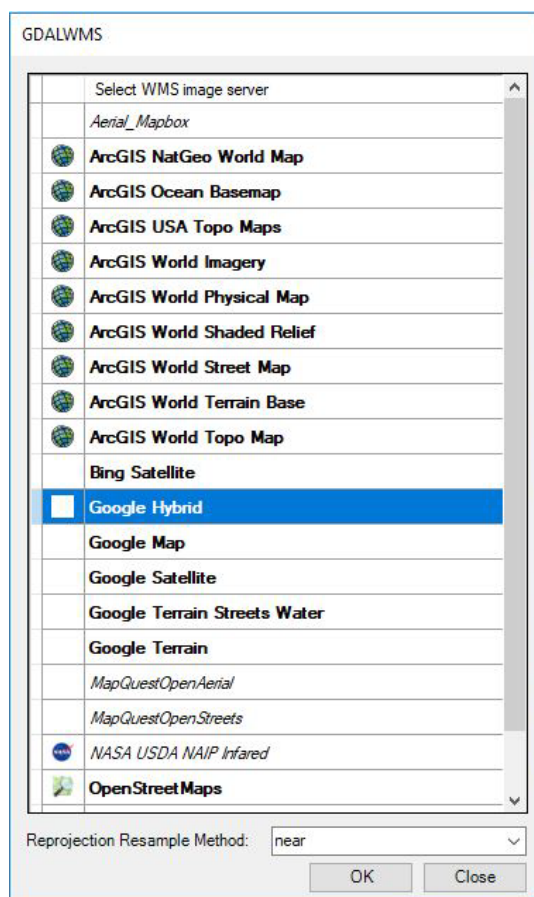 GDALWMS
Select WMS image server
Aerial_Mapbox
ArcGIS NatGeo World Map
ArcGIS Ocean Basemap
ArcGIS USA Topo Maps
ArcGIS World Imagery
ArcGIS World Physical Map
ArcGIS World Shaded Relief
ArcGIS World Street Map
ArcGIS World Terrain Base
ArcGIS World Topo Map
Bing Satellite
Google Hybrid
Google Map
Google Satellite
Google Terrain Streets Water
Google Terrain
MapQuestOpenAerial
MapQuestOpenStreets
NASA USDA NAIP Infared
OpenStreetMaps
Reprojection Resample Method: near
OK Close